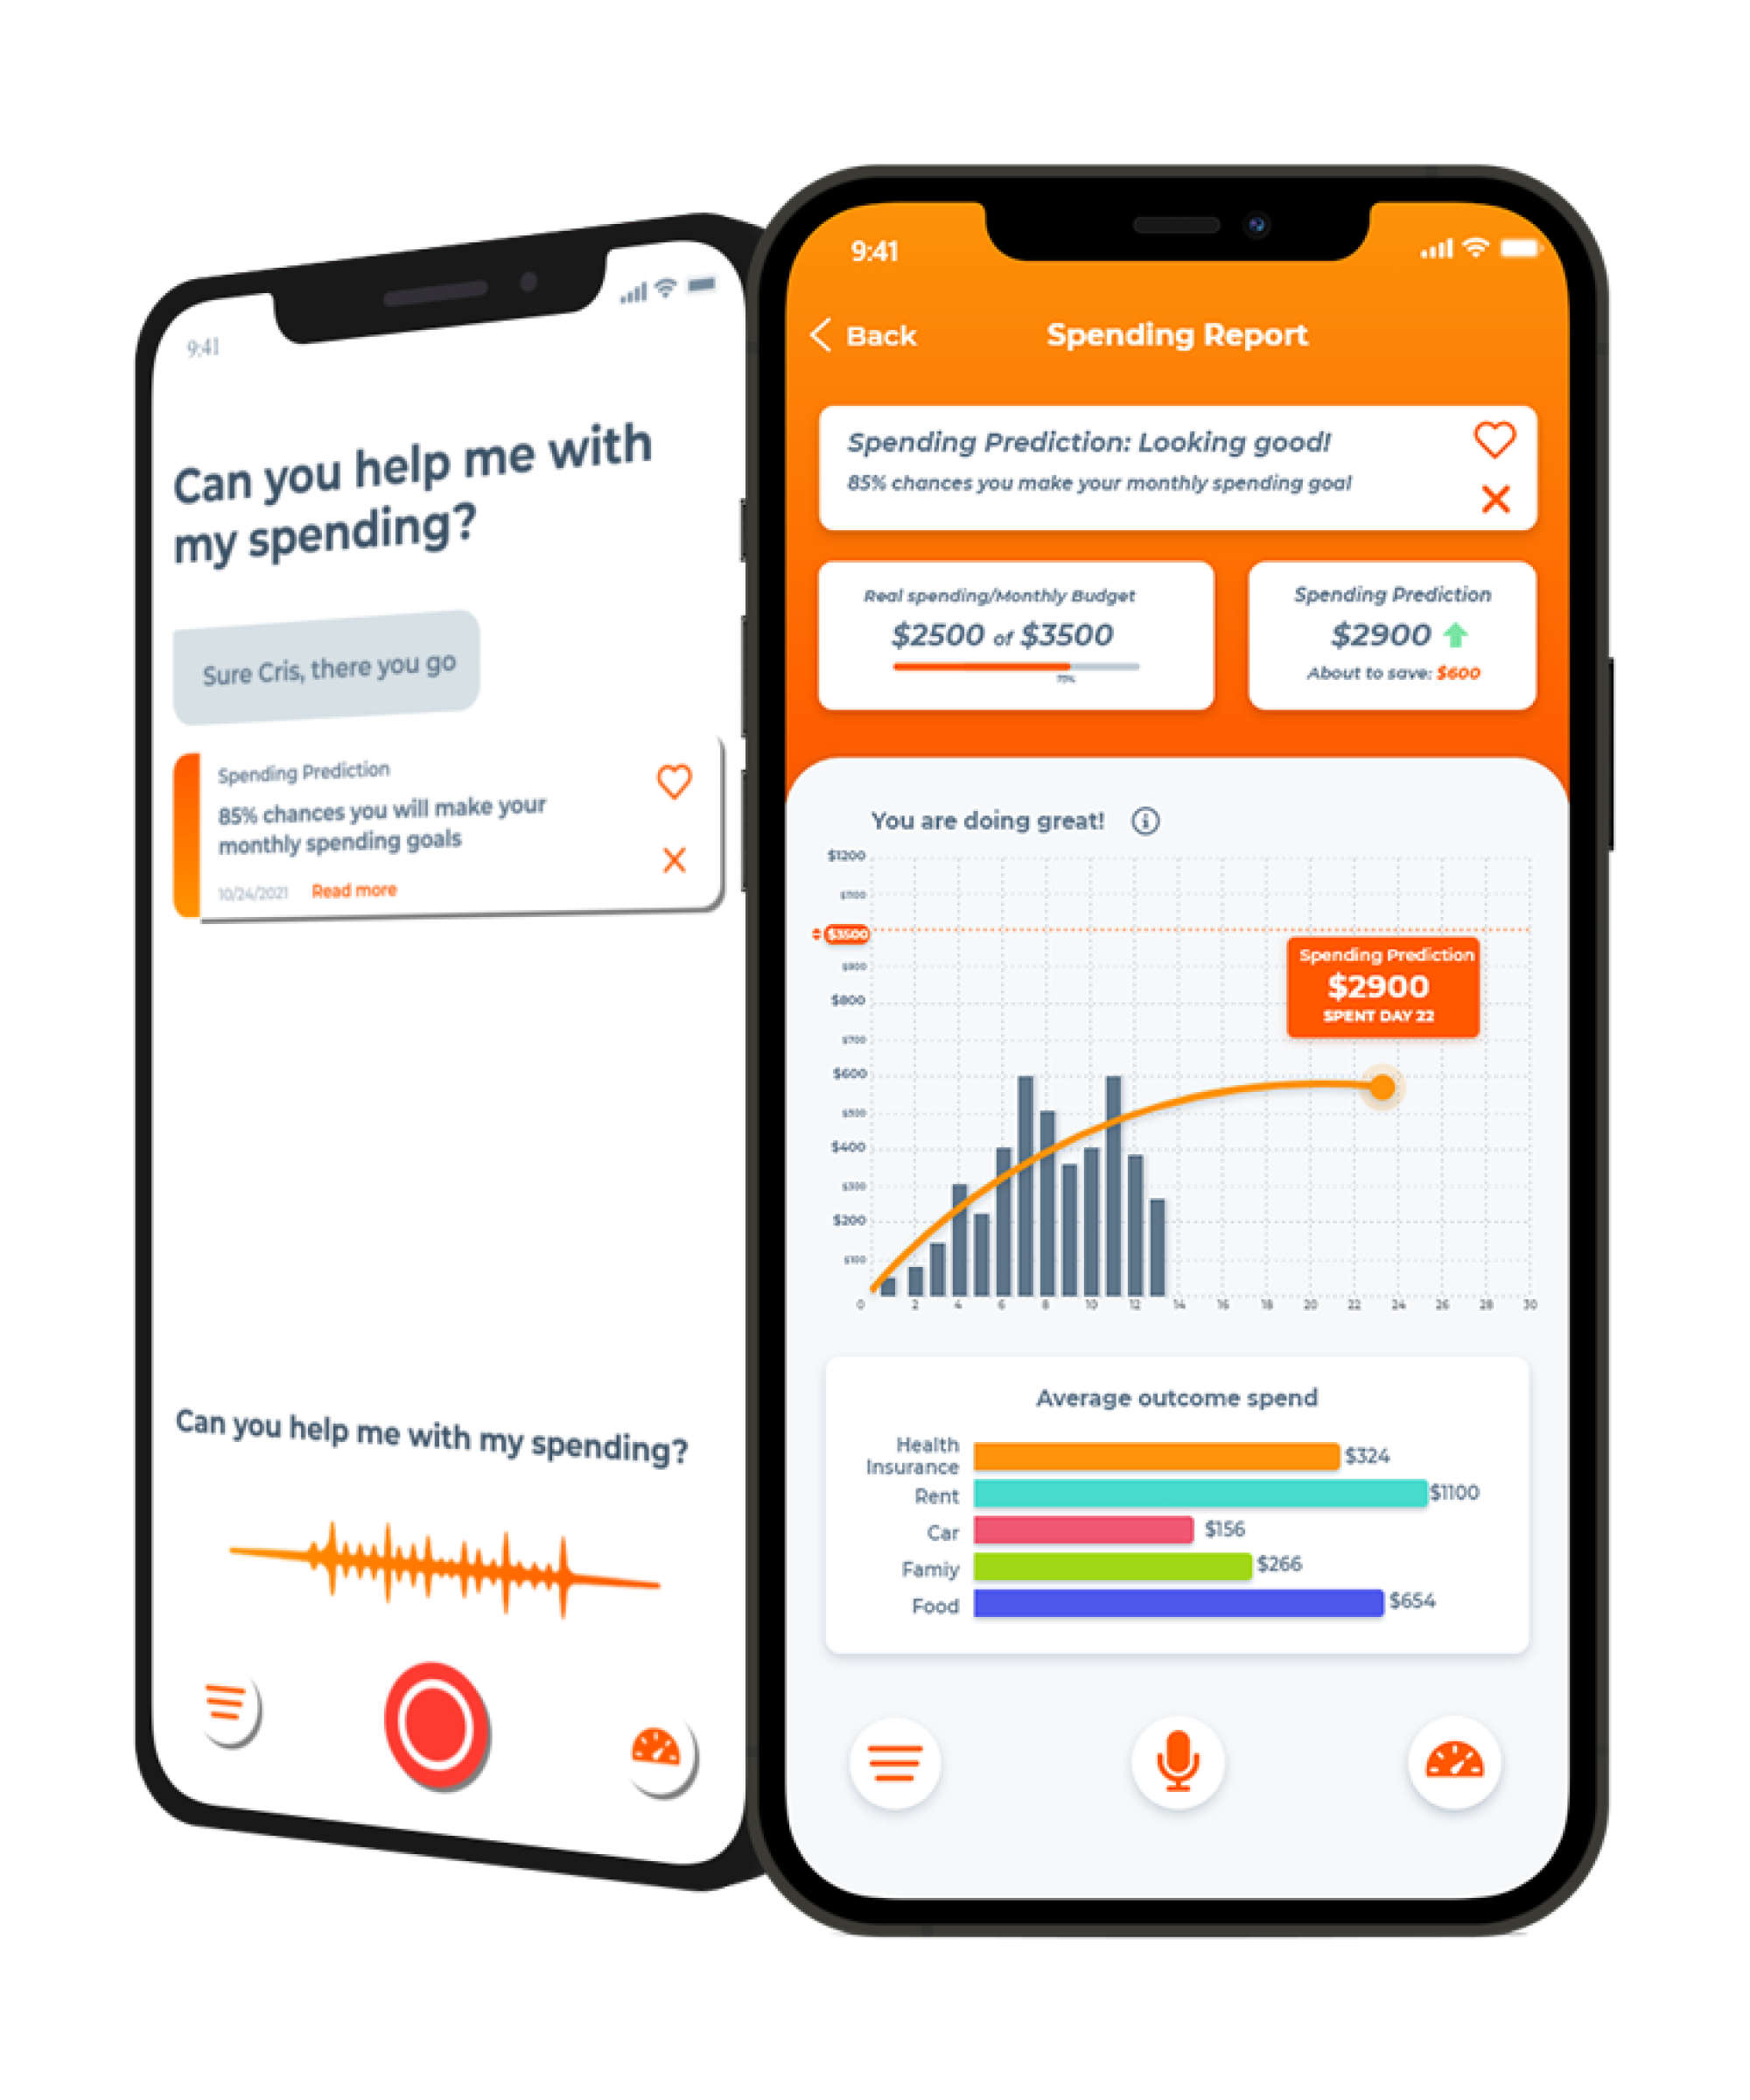 9:41
Can you help me with
my spending?
Sure Cris, there you go
Spending Prediction
85% chances you will make your
monthly spending goals
10/24/2021 Read more
Can you help me with my spending?
9:41
Back Spending Report
Spending Prediction: Looking good!
85% chances you make your monthly spending goal
Real spending/Monthly Budget
$2500 of $3500
Spending Prediction
$2900
About to save: $600
You are doing great!
$1200
$1100
$3500
$900
$800
$700
$600
$500
$400
$300
$200
$100
Spending Prediction
$2900
SPENT DAY 22
0 2 4 6 8 10 12 14 16 18 20 22 24 26 28 30
Average outcome spend
Health
Insurance $324
Rent $1100
Car $156
Famiy $266
Food $654